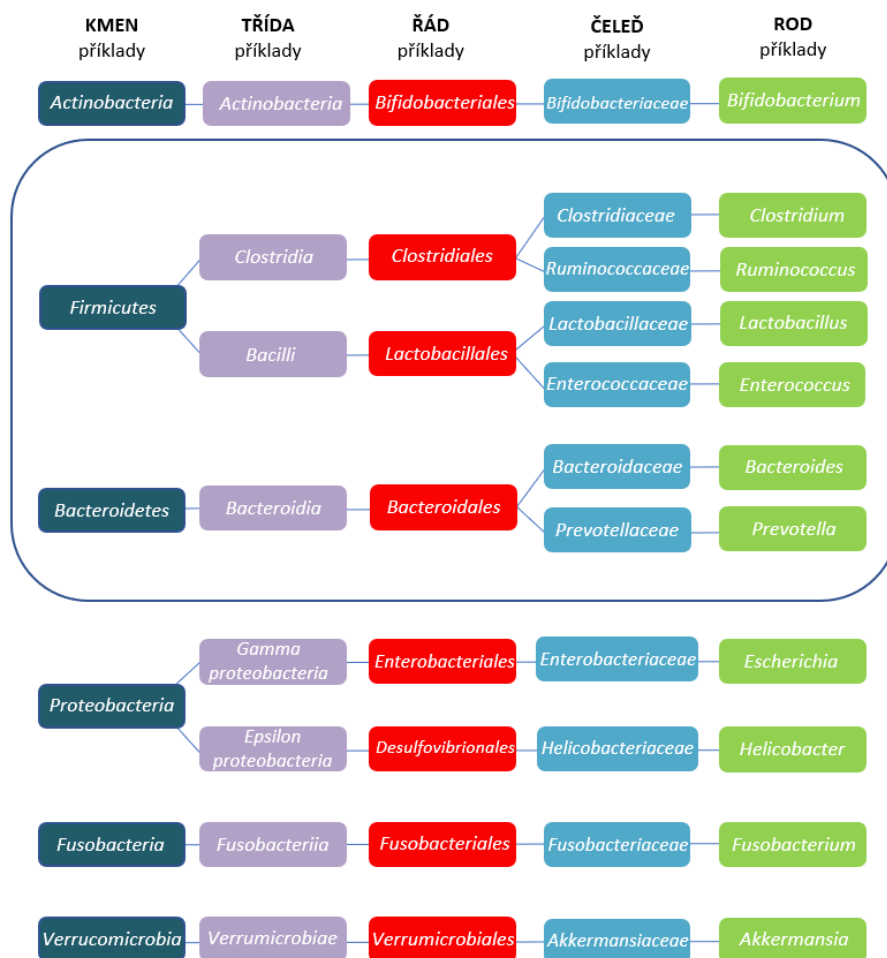 KMEN
příklady
TŘÍDA
příklady
ŘÁD
příklady
ČELEĎ
příklady
ROD
příklady
Actinobacteria
Actinobacteria
Bifidobacteriales
Bifidobacteriaceae
Bifidobacterium
Firmicutes
Clostridia
Clostridiales
Clostridiaceae
Clostridium
Ruminococcaceae
Ruminococcus
Bacilli
Lactobacillales
Lactobacillaceae
Lactobacillus
Enterococcaceae
Enterococcus
Bacteroidetes
Bacteroidia
Bacteroidales
Bacteroidaceae
Bacteroides
Prevotellaceae
Prevotella
Proteobacteria
Gamma
proteobacteria
Enterobacteriales
Enterobacteriaceae
Escherichia
Epsilon
proteobacteria
Desulfovibrionales
Helicobacteriaceae
Helicobacter
Fusobacteria
Fusobacteriia
Fusobacteriales
Fusobacteriaceae
Fusobacterium
Verrucomicrobia
Verrumicrobiae
Verrumicrobiales
Akkermansiaceae
Akkermansia